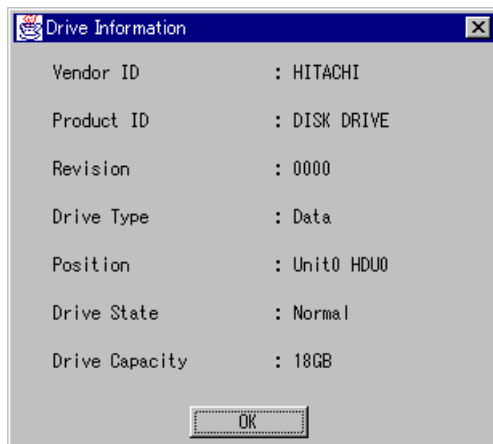 Drive Information
Vendor ID : HITACHI
Product ID : DISK DRIVE
Revision : 0000
Drive Type : Data
Position : Unit0 HDU0
Drive State : Normal
Drive Capacity : 18GB
OK